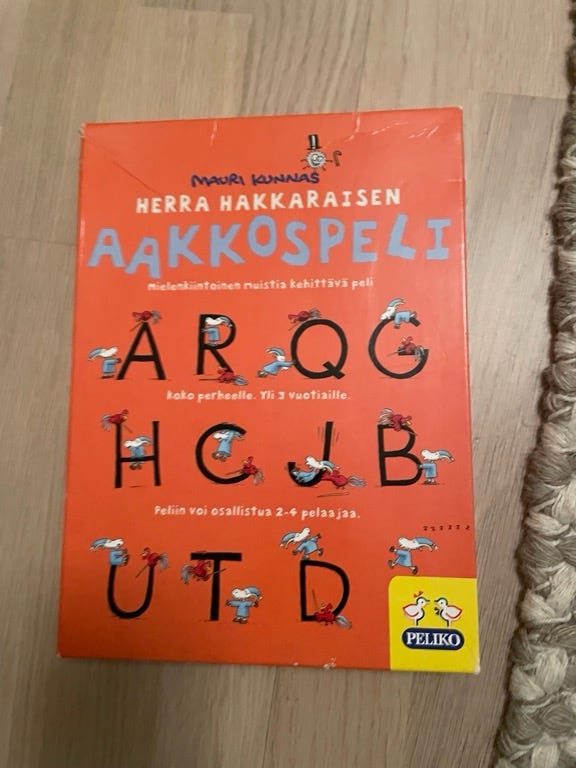 MAURI KUNNAS
HERRA HAKKARAISEN
AAKKOSPELI
Mielenkiintoinen muistia kehittävä peli
A R Q G
koko perheelle. Yli 3 vuotiaille.
H C J B
Peliin voi osallistua 2-4 pelaajaa.
zzzzzz
U T D
PELIKO